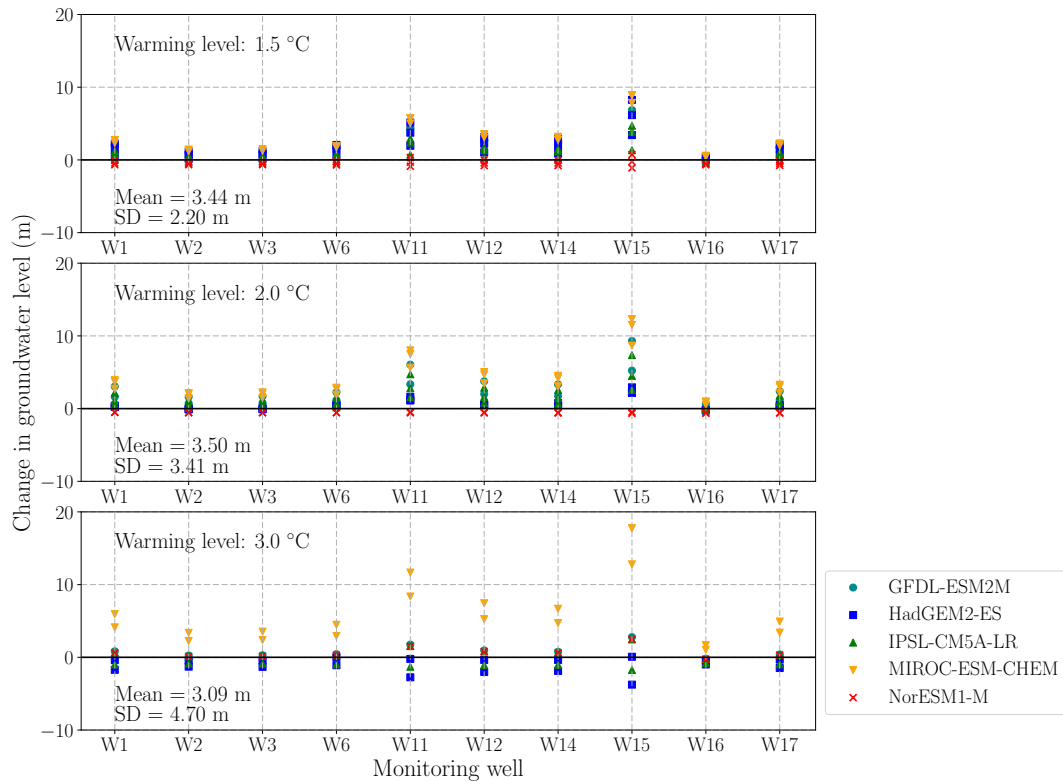 20
Warming level: 1.5 °C
10
0
Mean = 3.44 m
SD = 2.20 m
−10
W1 W2 W3 W6 W11 W12 W14 W15 W16 W17
20
Warming level: 2.0 °C
10
0
Mean = 3.50 m
SD = 3.41 m
−10
W1 W2 W3 W6 W11 W12 W14 W15 W16 W17
20
Warming level: 3.0 °C
10
0
Mean = 3.09 m
SD = 4.70 m
−10
W1 W2 W3 W6 W11 W12 W14 W15 W16 W17
Monitoring well
Change in groundwater level (m)
GFDL-ESM2M
HadGEM2-ES
IPSL-CM5A-LR
MIROC-ESM-CHEM
NorESM1-M